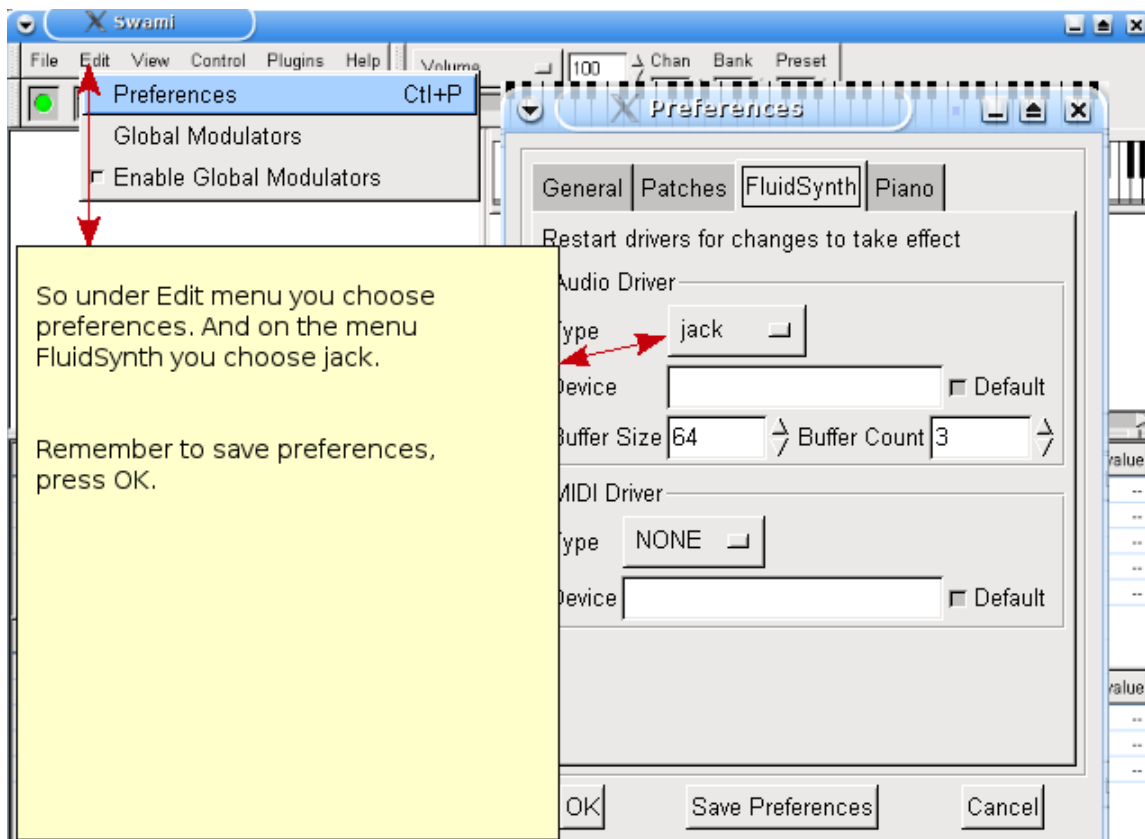 Swami
File Edit View Control Plugins Help
Volume 100 Chan Bank Preset
Preferences Ctl+P
Global Modulators
Enable Global Modulators
So under Edit menu you choose
preferences. And on the menu
FluidSynth you choose jack.
Remember to save preferences,
press OK.
Preferences
General Patches FluidSynth Piano
Restart drivers for changes to take effect
Audio Driver
Type jack
Device Default
Buffer Size 64 Buffer Count 3
MIDI Driver
Type NONE
Device Default
OK Save Preferences Cancel
value
--
--
--
--
--
value
--
--
--